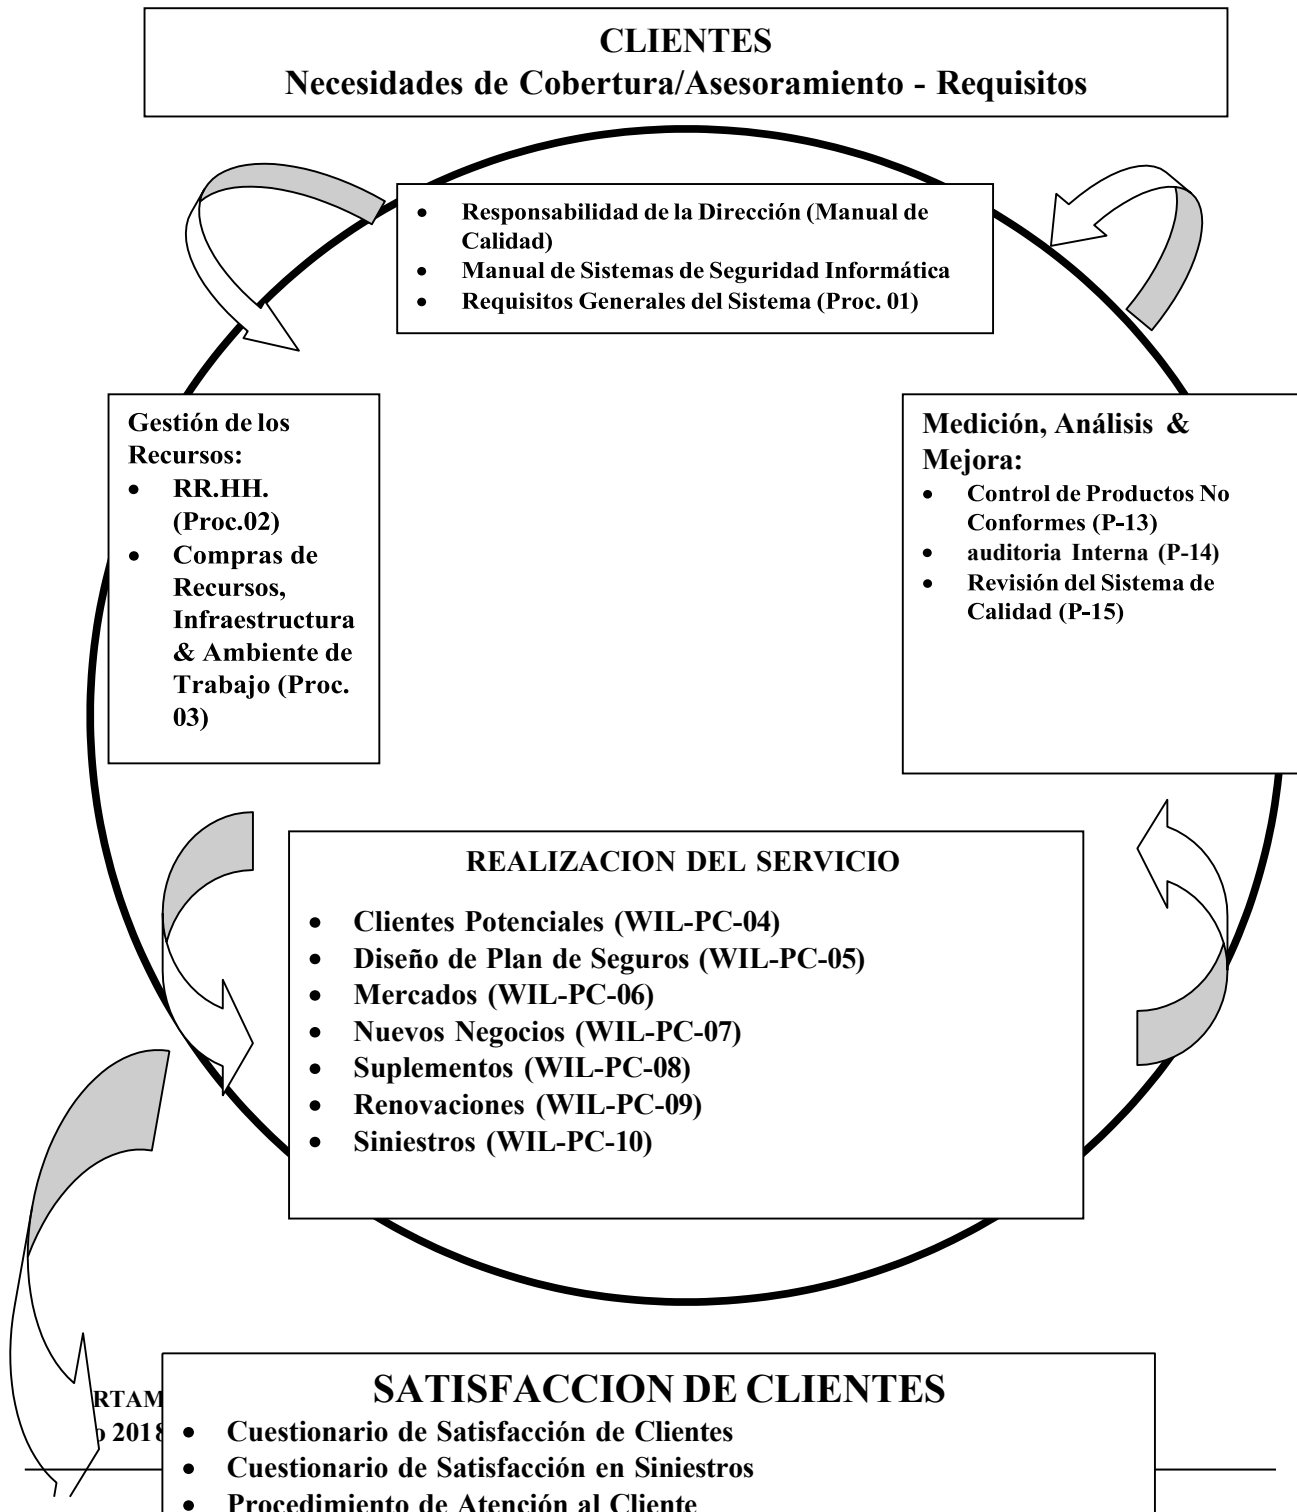 CLIENTES
Necesidades de Cobertura/Asesoramiento - Requisitos
• Responsabilidad de la Dirección (Manual de
Calidad)
• Manual de Sistemas de Seguridad Informática
• Requisitos Generales del Sistema (Proc. 01)
Gestión de los
Recursos:
• RR.HH.
(Proc.02)
• Compras de
Recursos,
Infraestructura
& Ambiente de
Trabajo (Proc.
03)
Medición, Análisis &
Mejora:
• Control de Productos No
Conformes (P-13)
• auditoria Interna (P-14)
• Revisión del Sistema de
Calidad (P-15)
REALIZACION DEL SERVICIO
• Clientes Potenciales (WIL-PC-04)
• Diseño de Plan de Seguros (WIL-PC-05)
• Mercados (WIL-PC-06)
• Nuevos Negocios (WIL-PC-07)
• Suplementos (WIL-PC-08)
• Renovaciones (WIL-PC-09)
• Siniestros (WIL-PC-10)
RTAM
o 2018
SATISFACCION DE CLIENTES
• Cuestionario de Satisfacción de Clientes
• Cuestionario de Satisfacción en Siniestros
• Procedimiento de Atención al Cliente